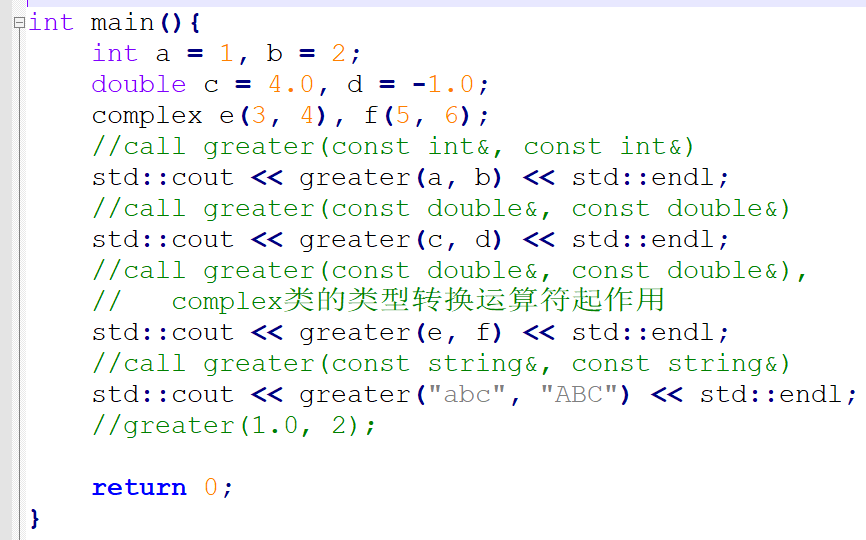 int main(){
    int a = 1, b = 2;
    double c = 4.0, d = -1.0;
    complex e(3, 4), f(5, 6);
    //call greater(const int&, const int&)
    std::cout << greater(a, b) << std::endl;
    //call greater(const double&, const double&)
    std::cout << greater(c, d) << std::endl;
    //call greater(const double&, const double&),
    //   complex类的类型转换运算符起作用
    std::cout << greater(e, f) << std::endl;
    //call greater(const string&, const string&)
    std::cout << greater("abc", "ABC") << std::endl;
    //greater(1.0, 2);
    return 0;
}